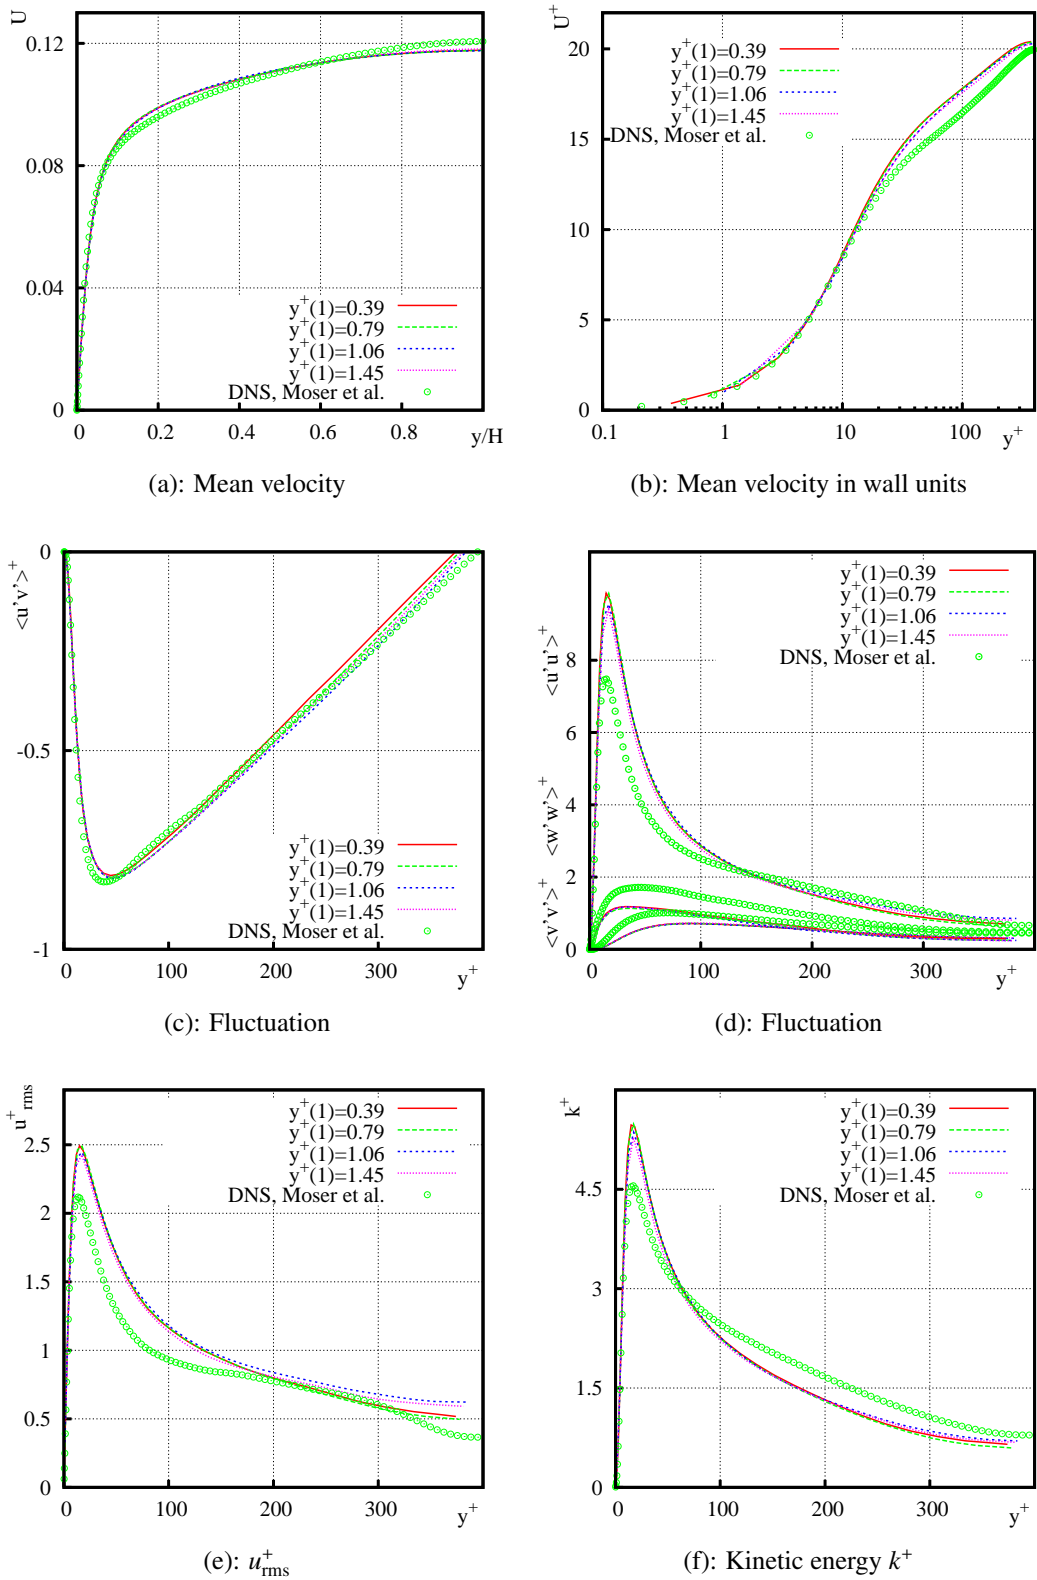 U
0.12
0.08
0.04
0
y⁺(1)=0.39
y⁺(1)=0.79
y⁺(1)=1.06
y⁺(1)=1.45
DNS, Moser et al.
0 0.2 0.4 0.6 0.8 y/H
(a): Mean velocity
U⁺
20
15
10
5
0
y⁺(1)=0.39
y⁺(1)=0.79
y⁺(1)=1.06
y⁺(1)=1.45
DNS, Moser et al.
0.1 1 10 100 y⁺
(b): Mean velocity in wall units
<u'v'>⁺
0
-0.5
-1
y⁺(1)=0.39
y⁺(1)=0.79
y⁺(1)=1.06
y⁺(1)=1.45
DNS, Moser et al.
0 100 200 300 y⁺
(c): Fluctuation
<v'v'>⁺ <w'w'>⁺ <u'u'>⁺
8
6
4
2
0
y⁺(1)=0.39
y⁺(1)=0.79
y⁺(1)=1.06
y⁺(1)=1.45
DNS, Moser et al.
0 100 200 300 y⁺
(d): Fluctuation
u⁺rms
2.5
2
1.5
1
0.5
0
y⁺(1)=0.39
y⁺(1)=0.79
y⁺(1)=1.06
y⁺(1)=1.45
DNS, Moser et al.
0 100 200 300 y⁺
(e): u⁺rms
k⁺
4.5
3
1.5
0
y⁺(1)=0.39
y⁺(1)=0.79
y⁺(1)=1.06
y⁺(1)=1.45
DNS, Moser et al.
0 100 200 300 y⁺
(f): Kinetic energy k⁺